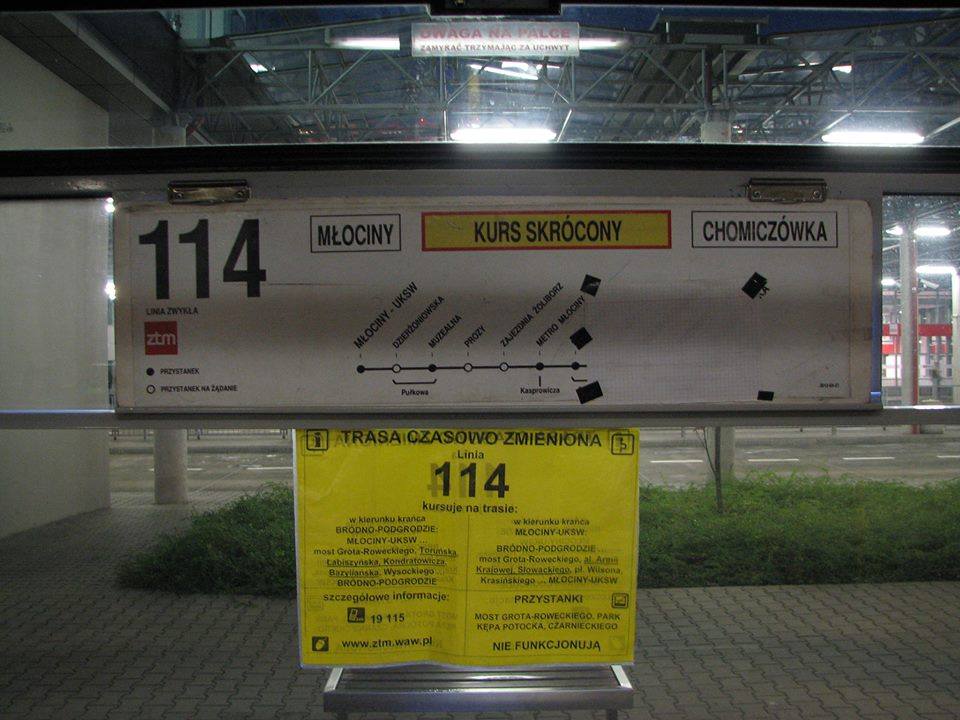 UWAGA NA PALCE
ZAMYKAĆ TRZYMAJĄC ZA UCHWYT
114
MŁOCINY
KURS SKRÓCONY
CHOMICZÓWKA
LINIA ZWYKŁA
ztm
PRZYSTANEK
PRZYSTANEK NA ŻĄDANIE
MŁOCINY - UKSW
DZIERŻONIOWSKA
MUZEALNA
PROZY
ZAJEZDNIA ŻOLIBORZ
METRO MŁOCINY
Pułkowa
Kasprowicza
TRASA CZASOWO ZMIENIONA
Linia
114
kursuje na trasie:
w kierunku krańca
BRÓDNO-PODGRODZIE:
MŁOCINY-UKSW ...
most Grota-Roweckiego, Toruńska,
Łabiszyńska, Kondratowicza,
Bazyliańska, Wysockiego ...
BRÓDNO-PODGRODZIE
w kierunku krańca
MŁOCINY-UKSW:
BRÓDNO-PODGRODZIE ...
most Grota-Roweckiego, al. Armii
Krajowej, Słowackiego, pl. Wilsona,
Krasińskiego ... MŁOCINY-UKSW
szczegółowe informacje:
19 115
www.ztm.waw.pl
PRZYSTANKI
MOST GROTA-ROWECKIEGO, PARK
KĘPA POTOCKA, CZARNIECKIEGO
NIE FUNKCJONUJĄ